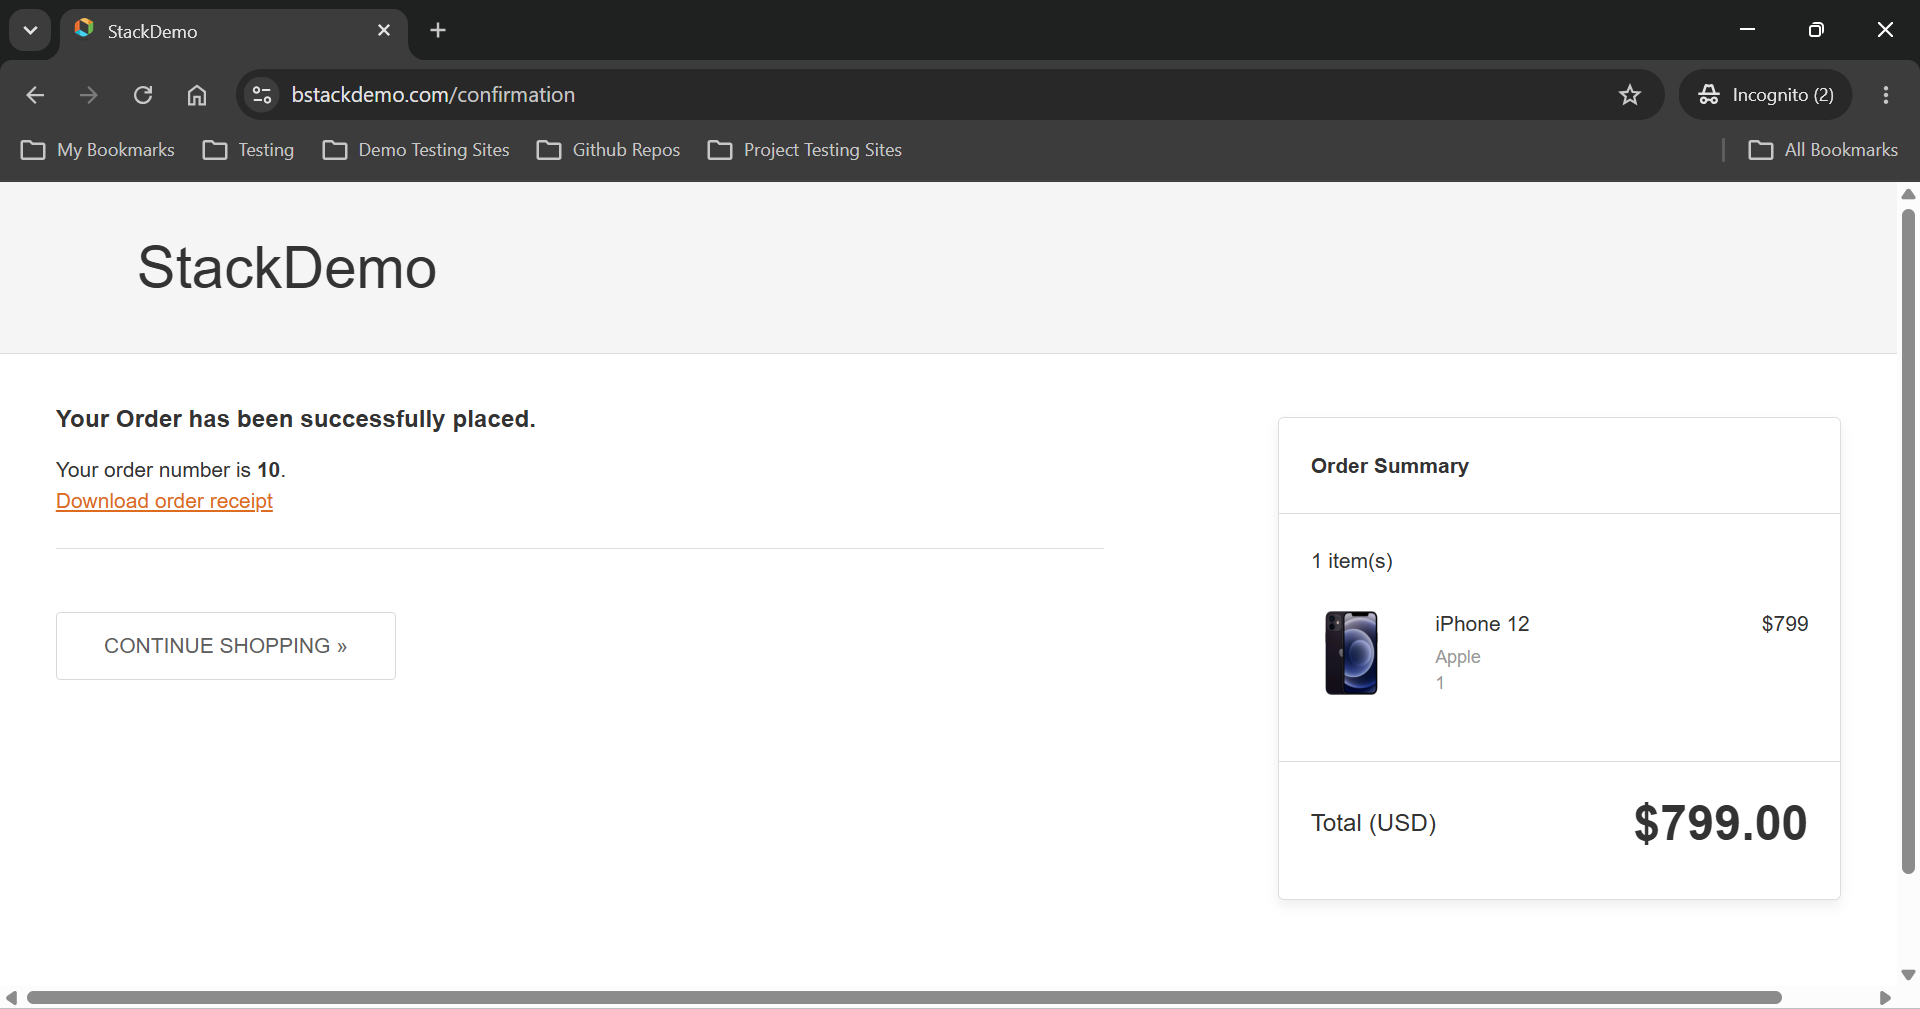 StackDemo
bstackdemo.com/confirmation
Incognito (2)
My Bookmarks
Testing
Demo Testing Sites
Github Repos
Project Testing Sites
All Bookmarks
StackDemo
Your Order has been successfully placed.
Your order number is 10.
Download order receipt
CONTINUE SHOPPING »
Order Summary
1 item(s)
iPhone 12 $799
Apple
1
Total (USD) $799.00